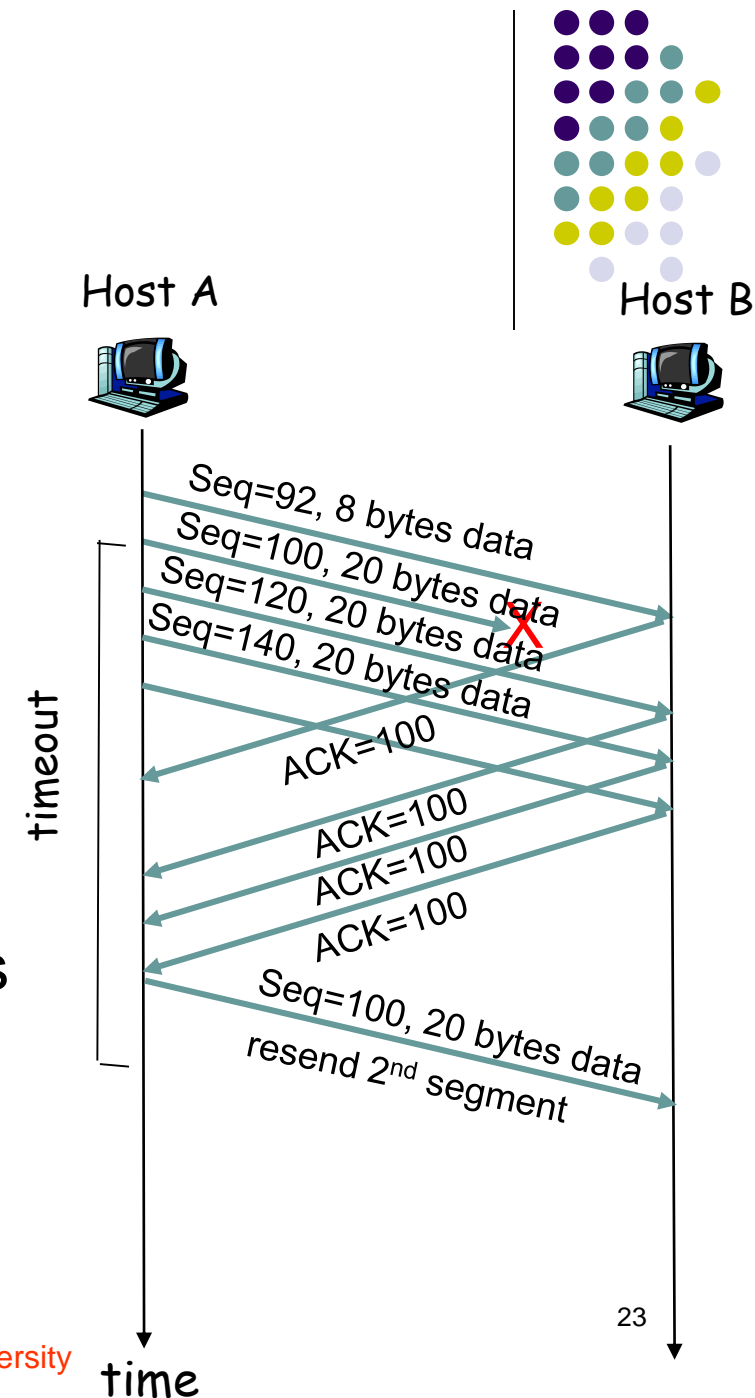 Host A
Host B
Seq=92, 8 bytes data
Seq=100, 20 bytes data
X
Seq=120, 20 bytes data
Seq=140, 20 bytes data
timeout
ACK=100
ACK=100
ACK=100
ACK=100
s
Seq=100, 20 bytes data
resend 2nd segment
23
ersity
time